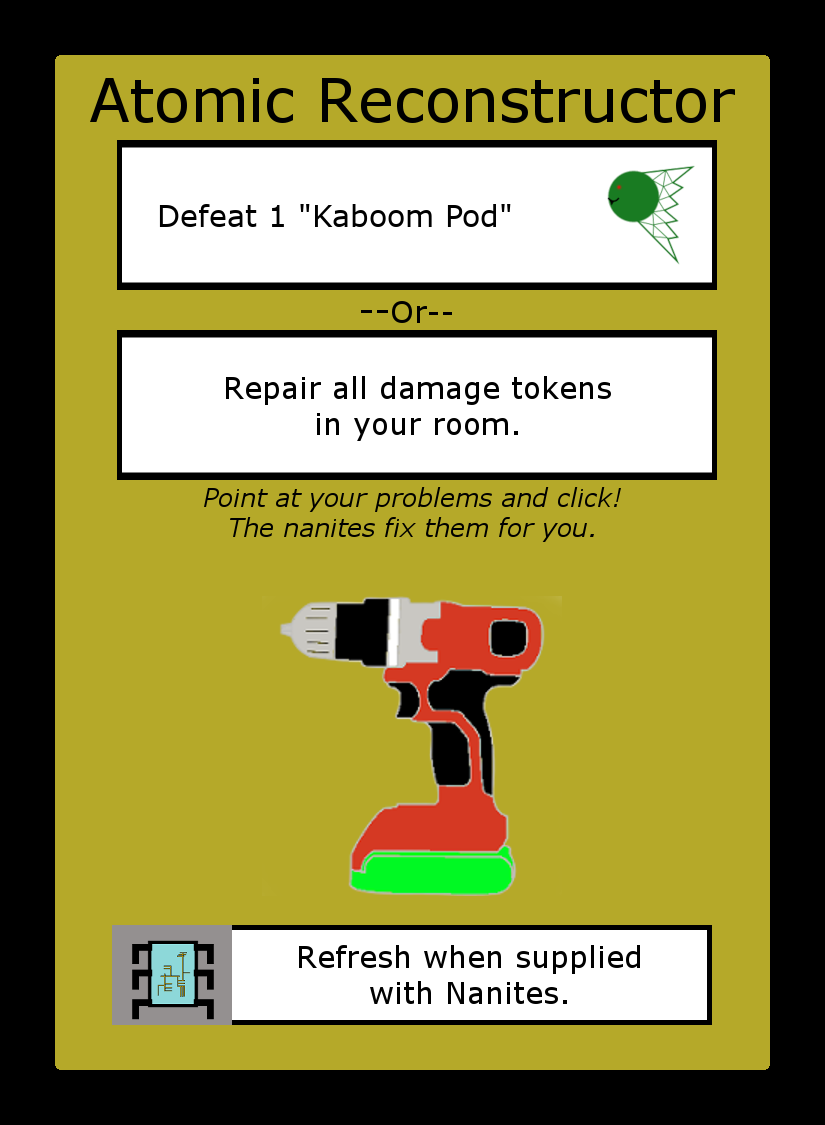 Atomic Reconstructor
Defeat 1 "Kaboom Pod"
--Or--
Repair all damage tokens
in your room.
Point at your problems and click!
The nanites fix them for you.
Refresh when supplied
with Nanites.